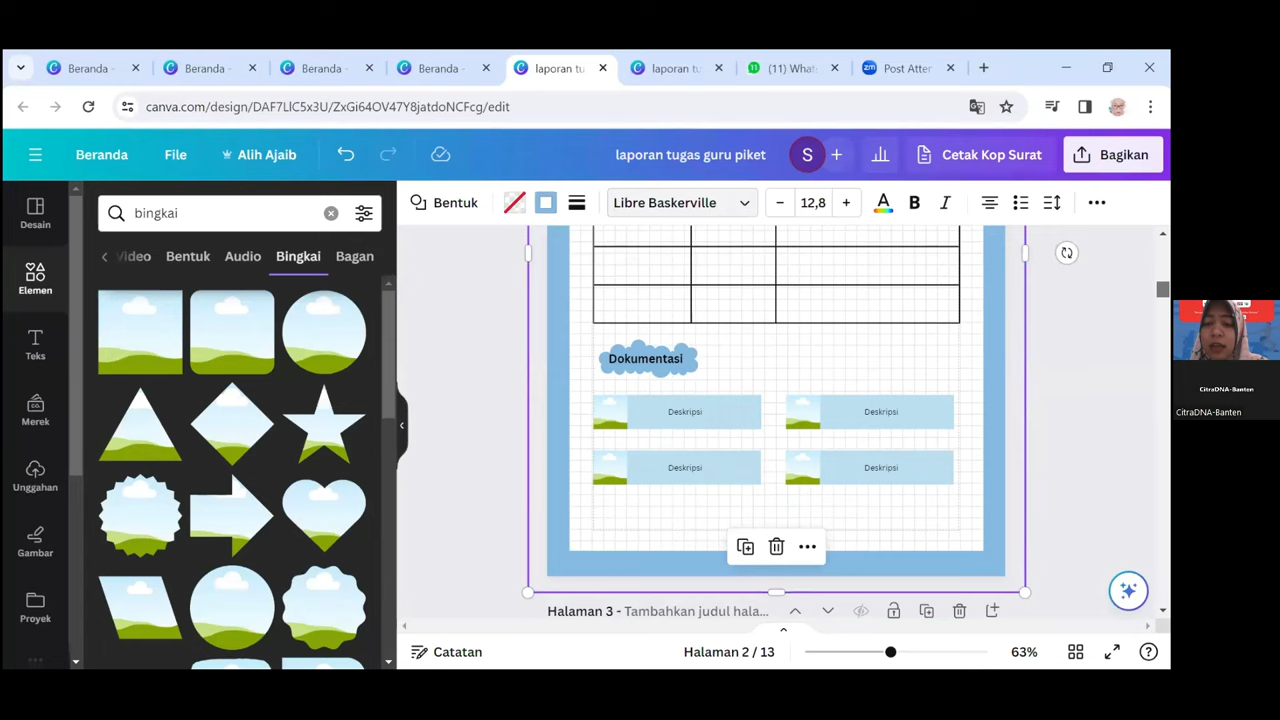 Beranda -
Beranda -
Beranda -
Beranda -
laporan tu
laporan tu
(11) What
zm
Post Atter
canva.com/design/DAF7LlC5x3U/ZxGi64OV47Y8jatdoNCFcg/edit
Beranda
File
Alih Ajaib
laporan tugas guru piket
S
Cetak Kop Surat
Bagikan
Desain
Elemen
Teks
Merek
Unggahan
Gambar
Proyek
bingkai
Video
Bentuk
Audio
Bingkai
Bagan
Bentuk
Libre Baskerville
12,8
A
B
I
Dokumentasi
Deskripsi
Deskripsi
Deskripsi
Deskripsi
Halaman 3 - Tambahkan judul hala...
Catatan
Halaman 2 / 13
63%
CitraDNA-Banten
CitraDNA-Banten